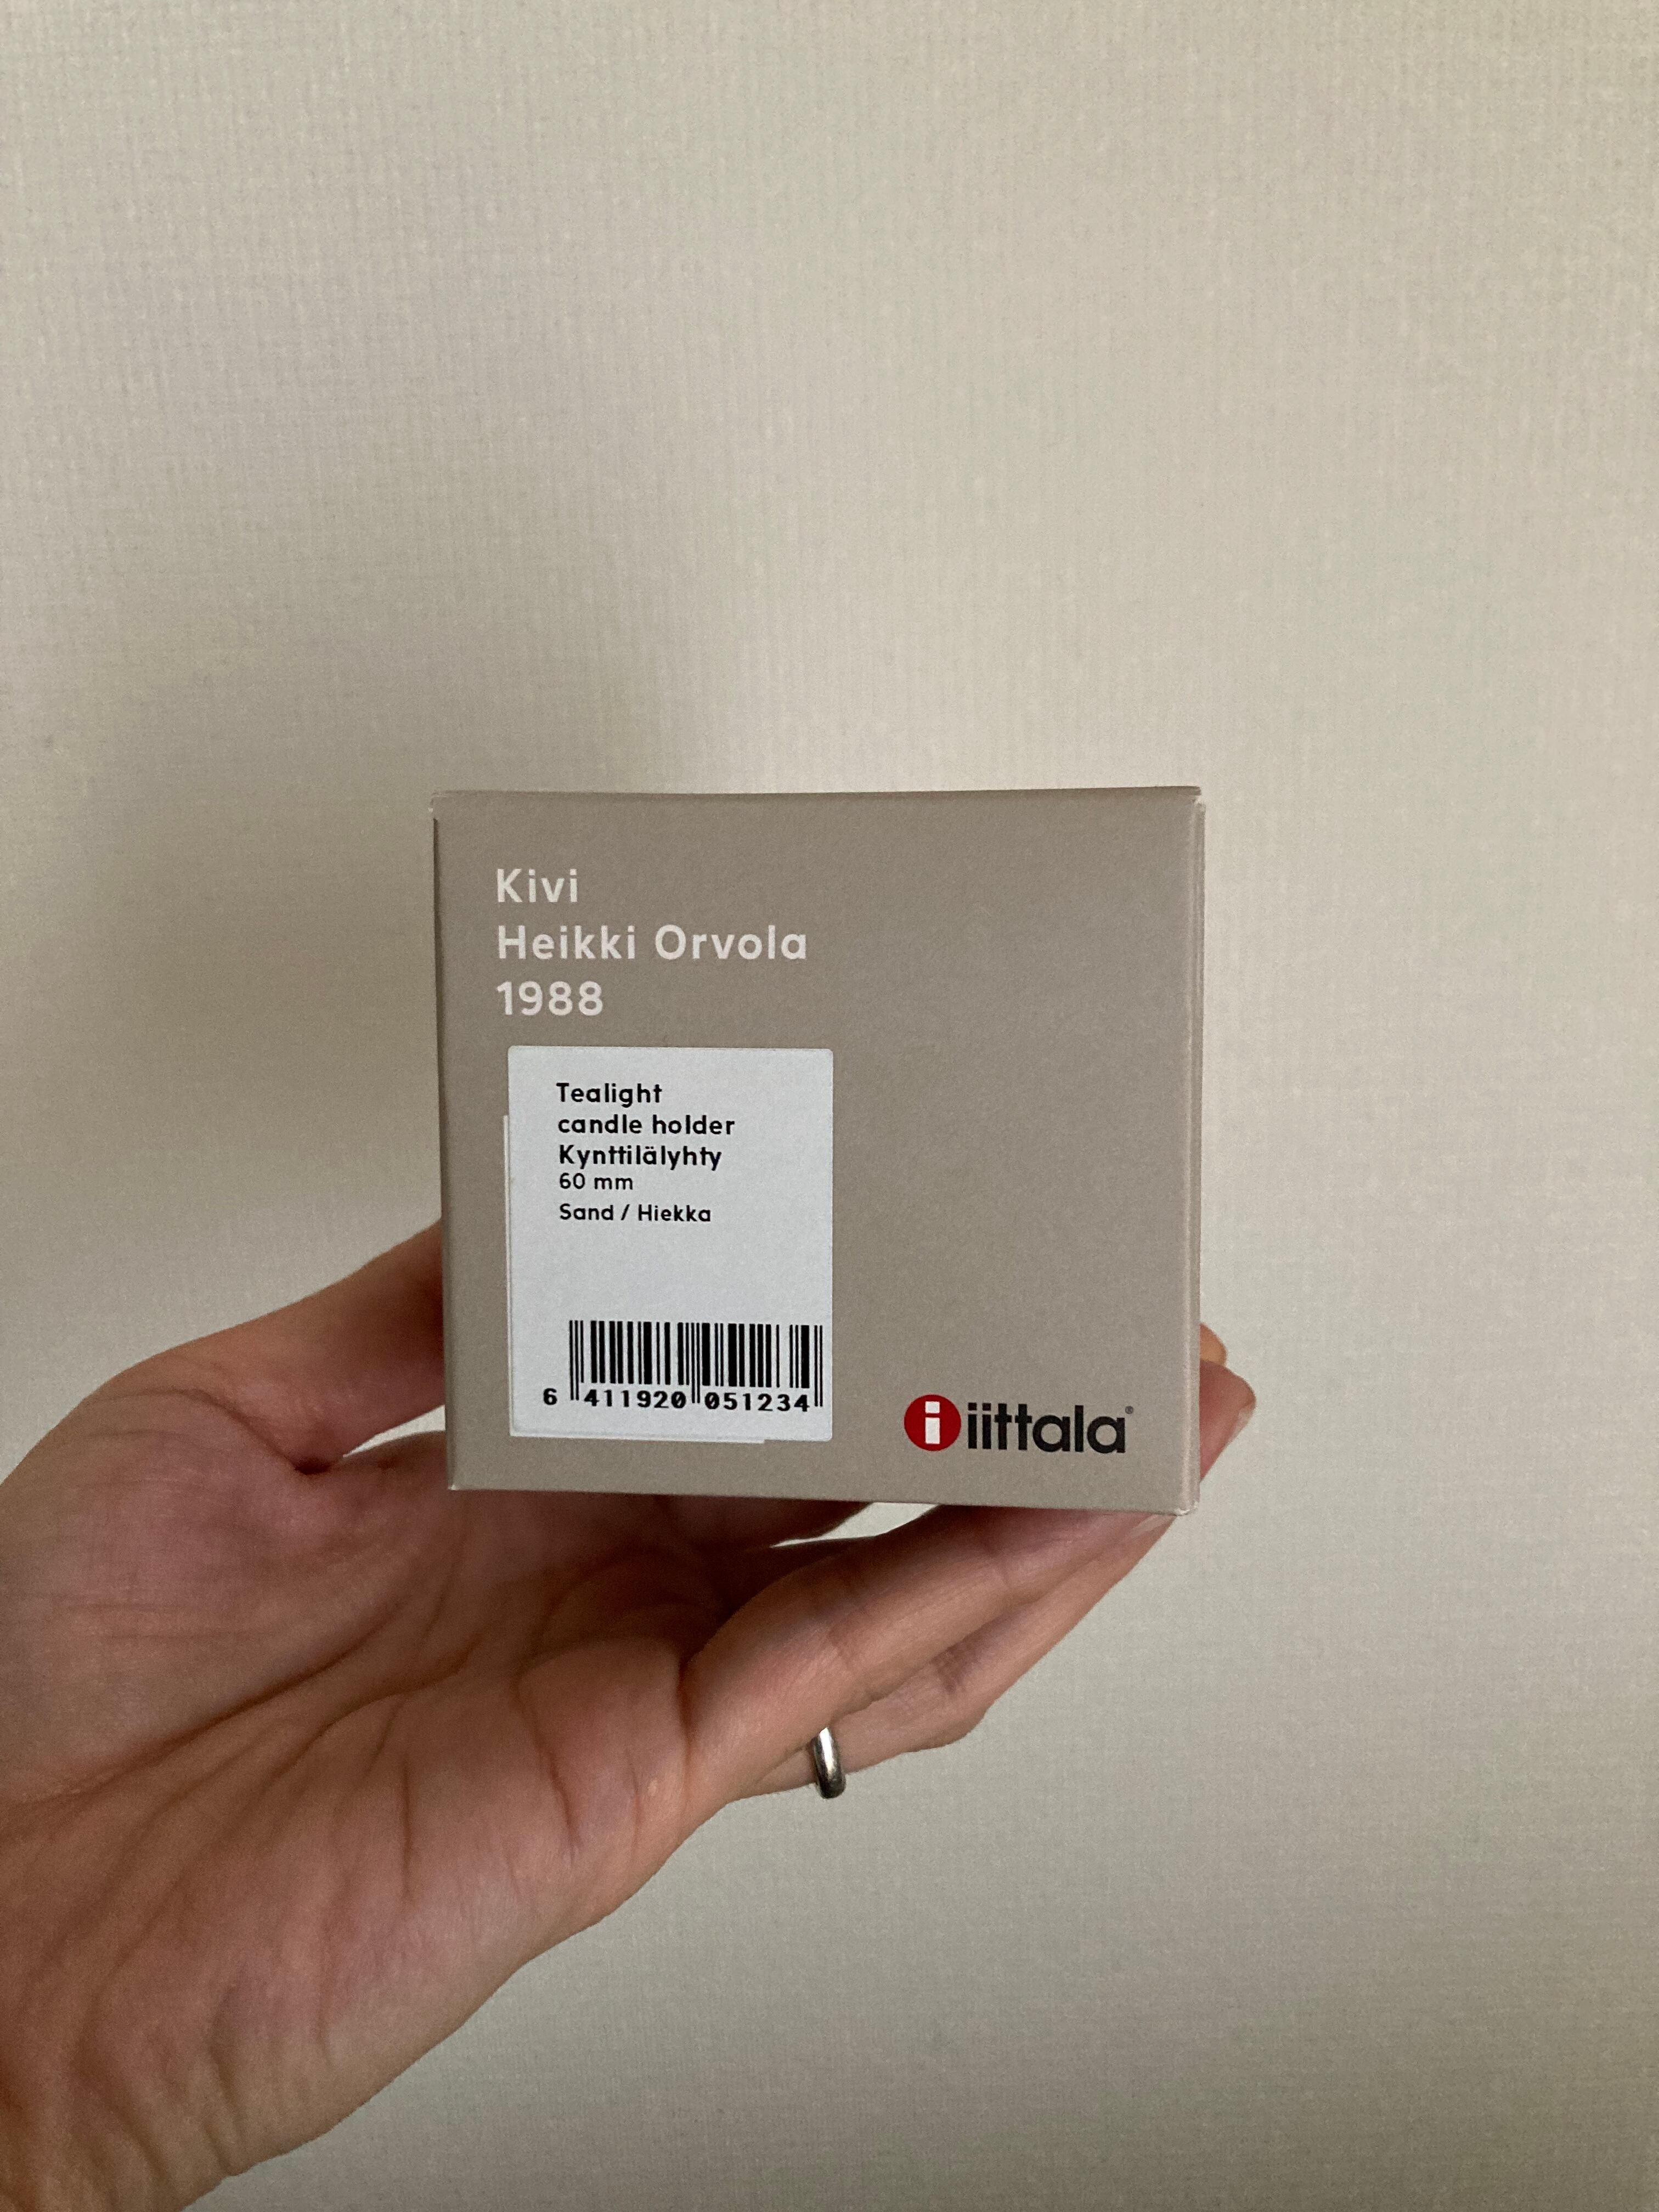 Kivi
Heikki Orvola
1988
Tealight
candle holder
Kynttilälyhty
60 mm
Sand / Hiekka
6 411920 051234
i iittala®